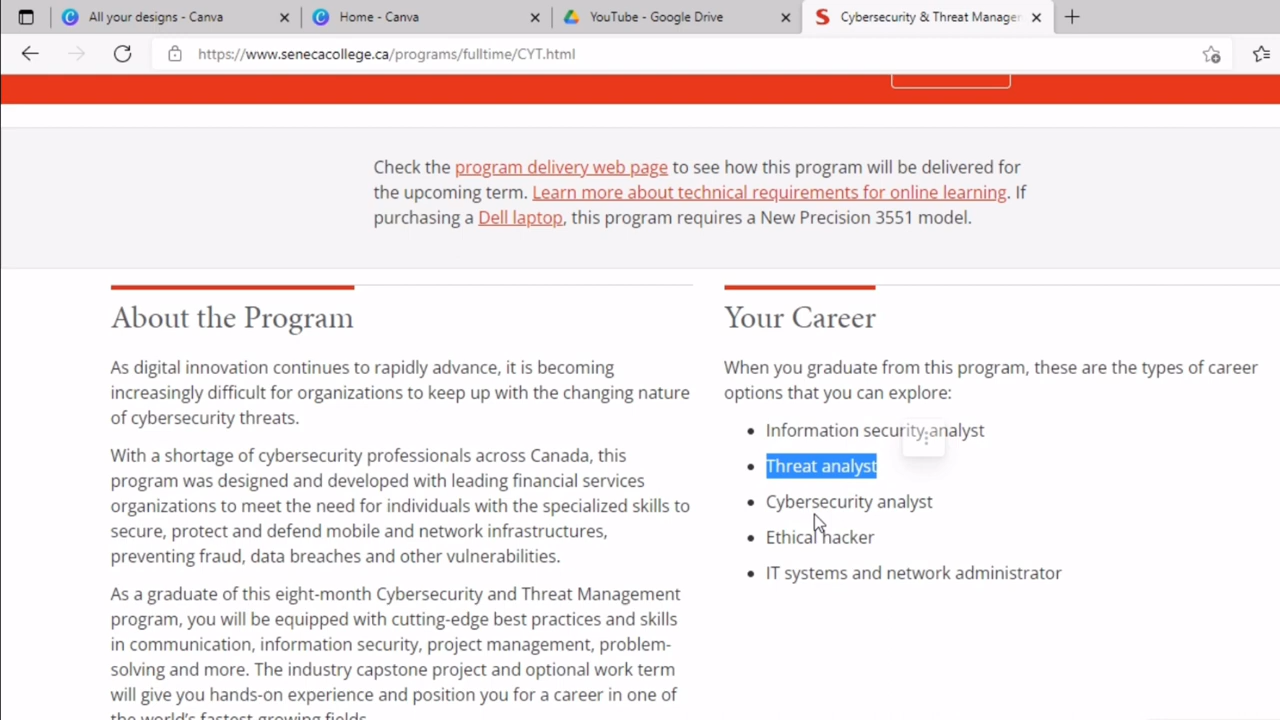 All your designs - Canva
Home - Canva
YouTube - Google Drive
Cybersecurity & Threat Manager
https://www.senecacollege.ca/programs/fulltime/CYT.html
Check the program delivery web page to see how this program will be delivered for
the upcoming term. Learn more about technical requirements for online learning. If
purchasing a Dell laptop, this program requires a New Precision 3551 model.
About the Program
As digital innovation continues to rapidly advance, it is becoming
increasingly difficult for organizations to keep up with the changing nature
of cybersecurity threats.
With a shortage of cybersecurity professionals across Canada, this
program was designed and developed with leading financial services
organizations to meet the need for individuals with the specialized skills to
secure, protect and defend mobile and network infrastructures,
preventing fraud, data breaches and other vulnerabilities.
As a graduate of this eight-month Cybersecurity and Threat Management
program, you will be equipped with cutting-edge best practices and skills
in communication, information security, project management, problem-
solving and more. The industry capstone project and optional work term
will give you hands-on experience and position you for a career in one of
the world's fastest growing fields.
Your Career
When you graduate from this program, these are the types of career
options that you can explore:
• Information security analyst
• Threat analyst
• Cybersecurity analyst
• Ethical hacker
• IT systems and network administrator